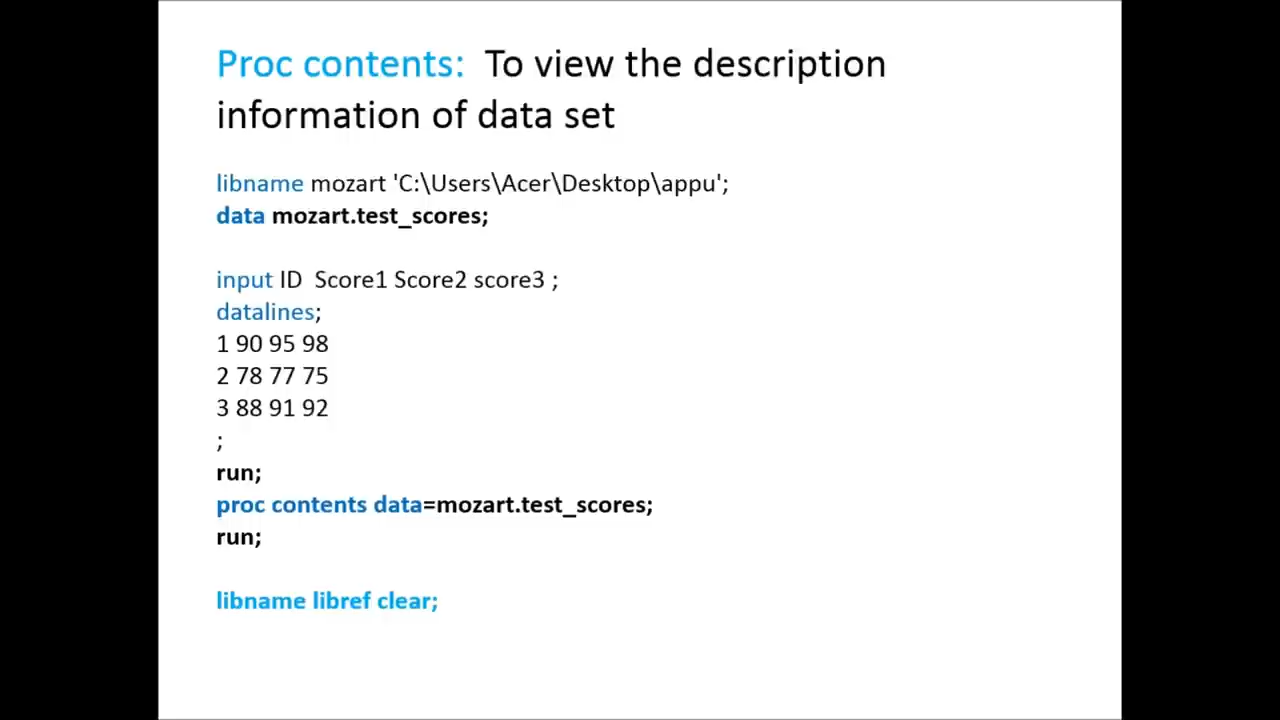 Proc contents: To view the description
information of data set
libname mozart 'C:\Users\Acer\Desktop\appu';
data mozart.test_scores;
input ID  Score1 Score2 score3 ;
datalines;
1 90 95 98
2 78 77 75
3 88 91 92
;
run;
proc contents data=mozart.test_scores;
run;
libname libref clear;